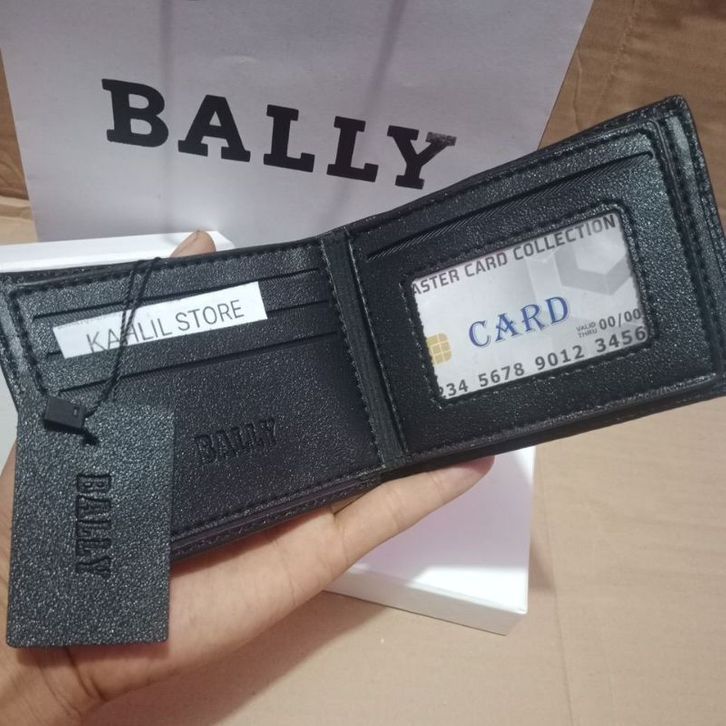 BALLY
ASTER CARD COLLECTION
KAHLIL STORE
CARD
VALID THRU 00/00
234 5678 9012 3456
BALLY
BALLY